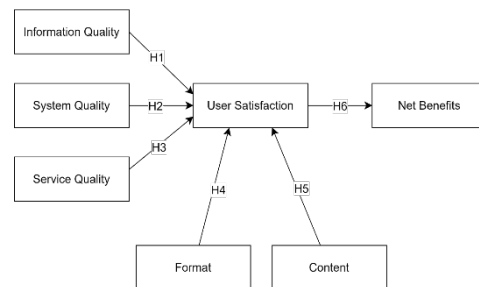 Information Quality
H1
System Quality
H2
User Satisfaction
H6
Net Benefits
H3
Service Quality
H4
H5
Format
Content